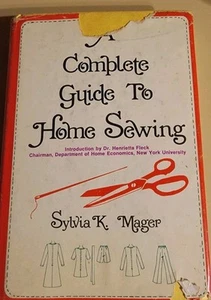 A
Complete
Guide To
Home Sewing
Introduction by Dr. Henrietta Fleck
Chairman, Department of Home Economics, New York University
Sylvia K. Mager